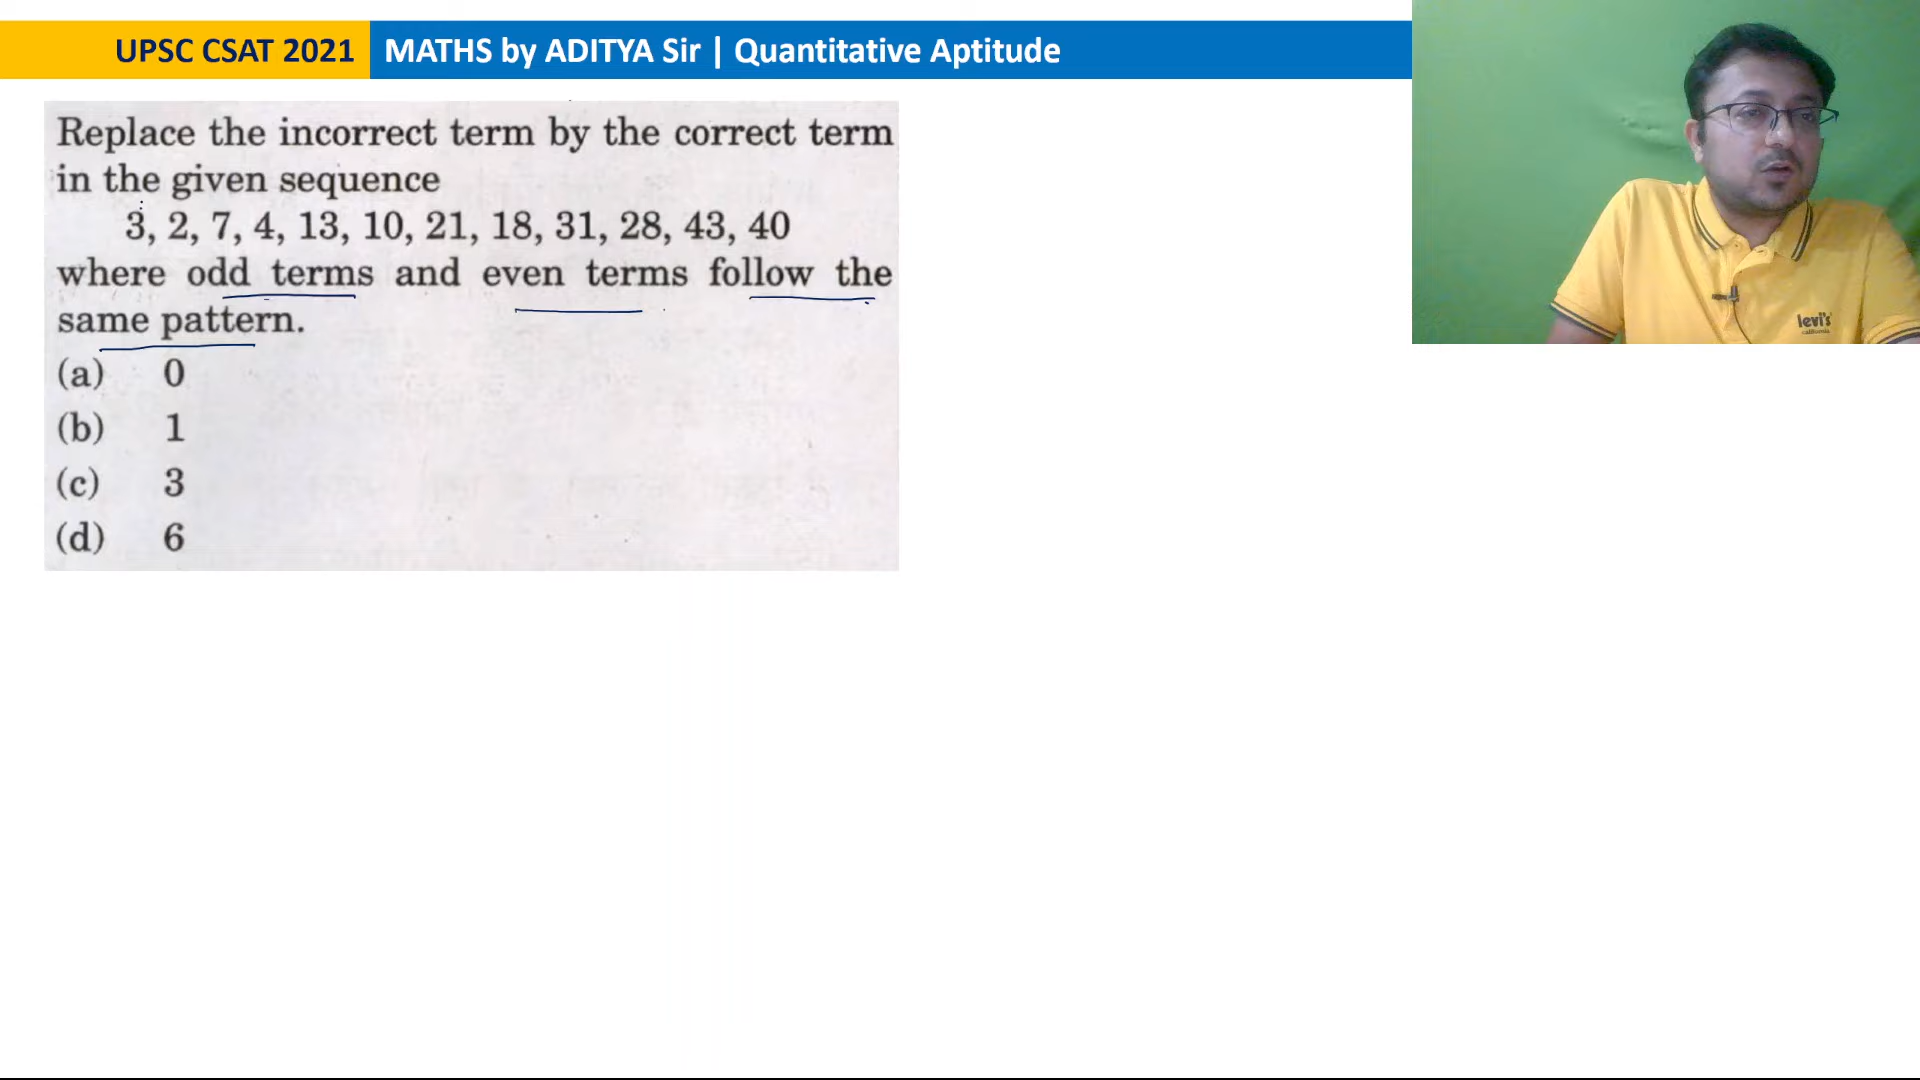 UPSC CSAT 2021 MATHS by ADITYA Sir | Quantitative Aptitude
Replace the incorrect term by the correct term
in the given sequence
3, 2, 7, 4, 13, 10, 21, 18, 31, 28, 43, 40
where odd terms and even terms follow the
same pattern.
(a) 0
(b) 1
(c) 3
(d) 6
levi's
california